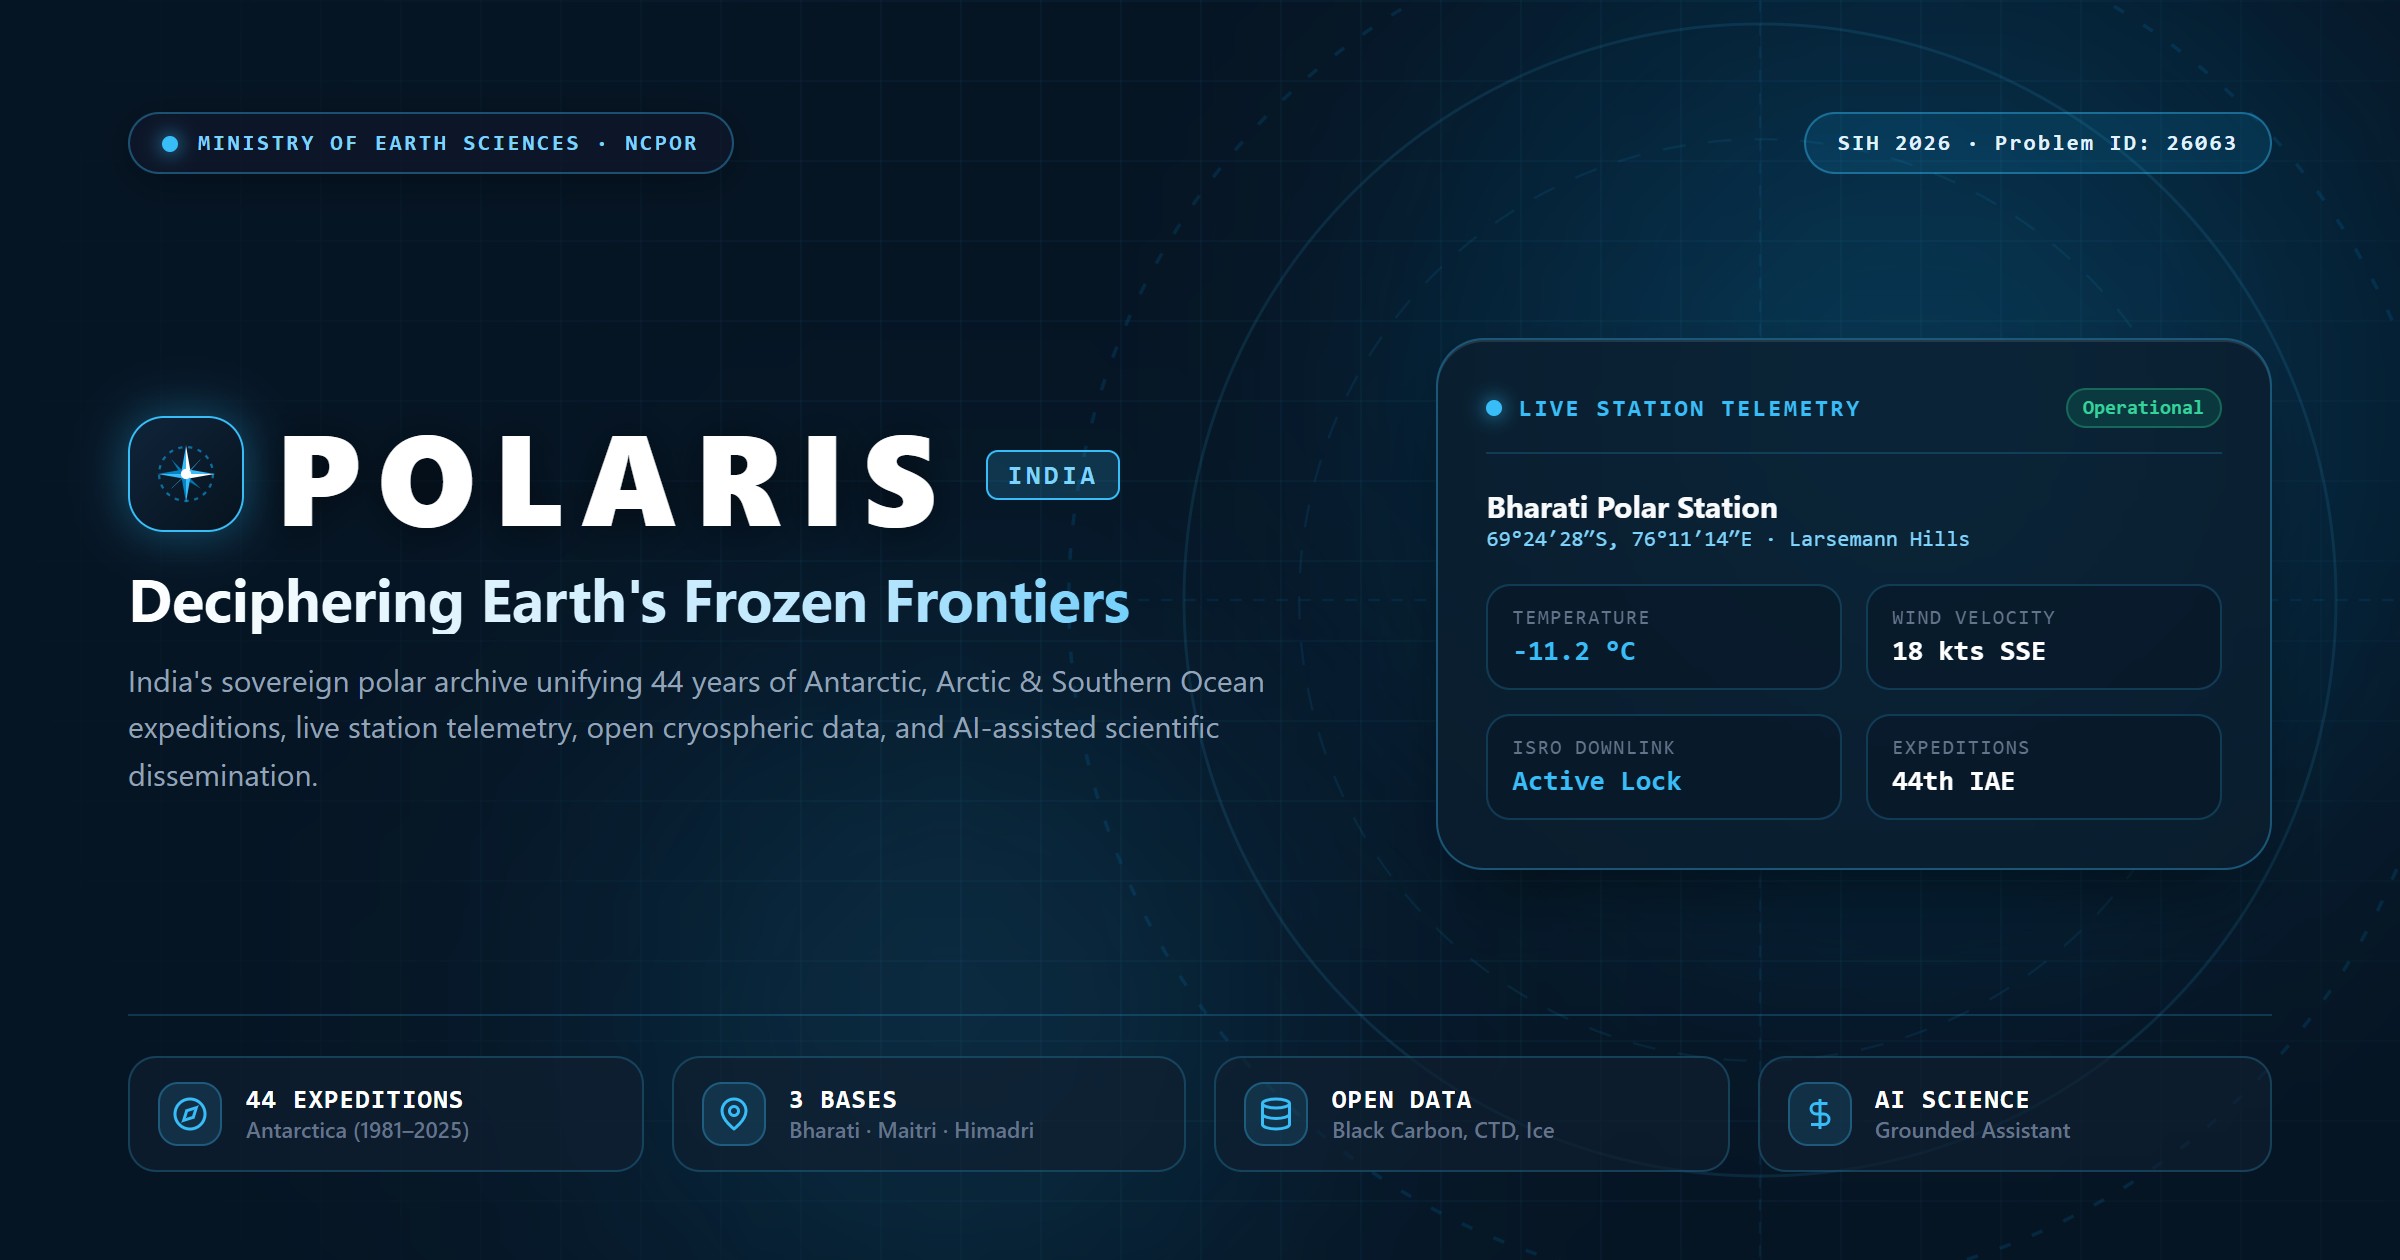 MINISTRY OF EARTH SCIENCES · NCPOR
SIH 2026 · Problem ID: 26063
POLARIS
INDIA
Deciphering Earth's Frozen Frontiers
India's sovereign polar archive unifying 44 years of Antarctic, Arctic & Southern Ocean
expeditions, live station telemetry, open cryospheric data, and AI-assisted scientific
dissemination.
LIVE STATION TELEMETRY
Operational
Bharati Polar Station
69°24′28″S, 76°11′14″E · Larsemann Hills
TEMPERATURE
-11.2 °C
WIND VELOCITY
18 kts SSE
ISRO DOWNLINK
Active Lock
EXPEDITIONS
44th IAE
44 EXPEDITIONS
Antarctica (1981–2025)
3 BASES
Bharati · Maitri · Himadri
OPEN DATA
Black Carbon, CTD, Ice
AI SCIENCE
Grounded Assistant